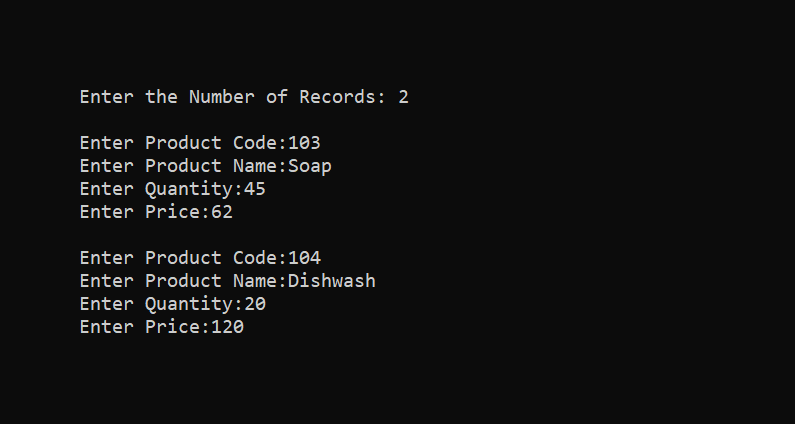 Enter the Number of Records: 2
Enter Product Code:103
Enter Product Name:Soap
Enter Quantity:45
Enter Price:62
Enter Product Code:104
Enter Product Name:Dishwash
Enter Quantity:20
Enter Price:120